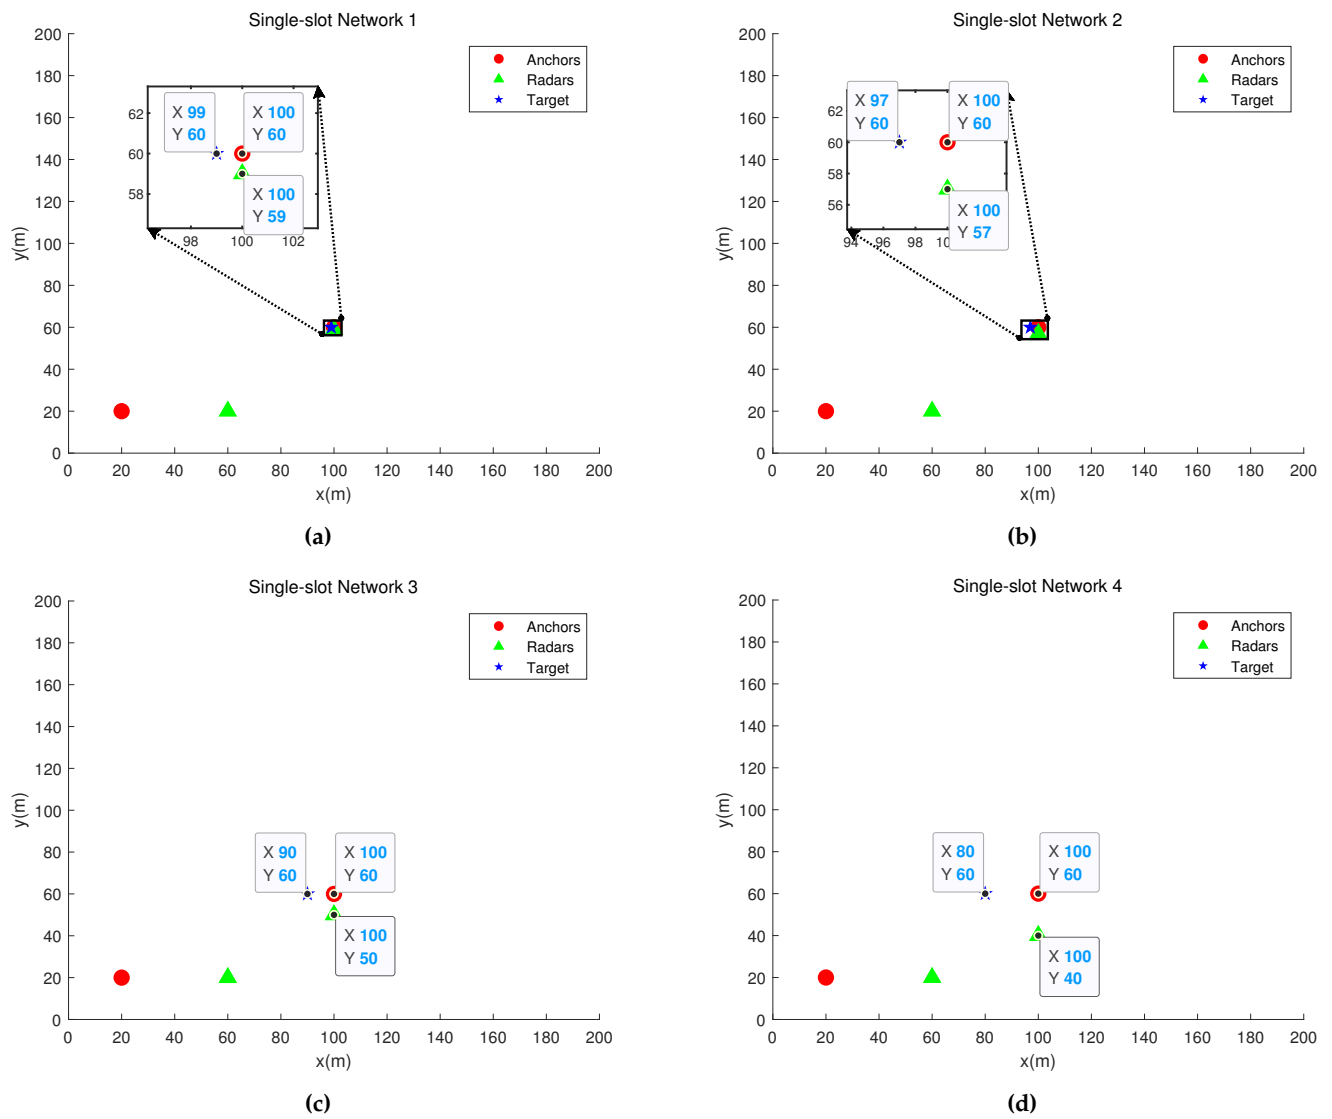 Single-slot Network 1
200
180
160
140
120
100
80
60
40
20
0
y(m)
Anchors
Radars
Target
62
60
58
X 99
Y 60
X 100
Y 60
X 100
Y 59
98 100 102
0 20 40 60 80 100 120 140 160 180 200
x(m)
(a)
Single-slot Network 2
200
180
160
140
120
100
80
60
40
20
0
y(m)
Anchors
Radars
Target
62
60
58
56
X 97
Y 60
X 100
Y 60
X 100
Y 57
94 96 98
0 20 40 60 80 100 120 140 160 180 200
x(m)
(b)
Single-slot Network 3
200
180
160
140
120
100
80
60
40
20
0
y(m)
Anchors
Radars
Target
X 90
Y 60
X 100
Y 60
X 100
Y 50
0 20 40 60 80 100 120 140 160 180 200
x(m)
(c)
Single-slot Network 4
200
180
160
140
120
100
80
60
40
20
0
y(m)
Anchors
Radars
Target
X 80
Y 60
X 100
Y 60
X 100
Y 40
0 20 40 60 80 100 120 140 160 180 200
x(m)
(d)